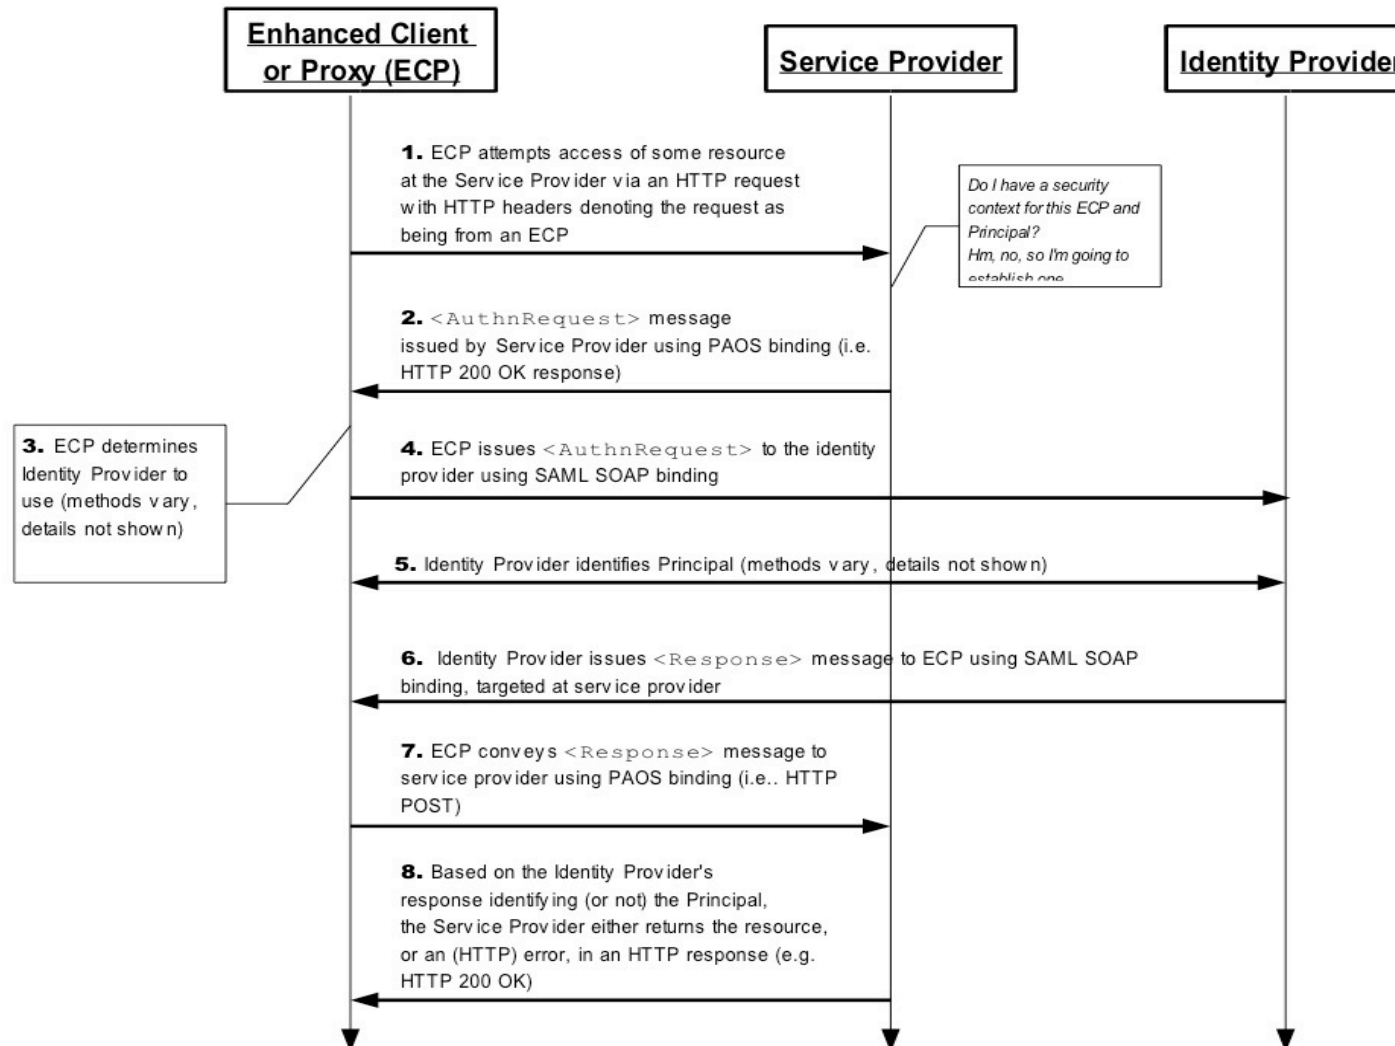 Enhanced Client
or Proxy (ECP)
Service Provider
Identity Provider
1. ECP attempts access of some resource
at the Service Provider via an HTTP request
with HTTP headers denoting the request as
being from an ECP
Do I have a security
context for this ECP and
Principal?
Hm, no, so I'm going to
establish one
2. <AuthnRequest> message
issued by Service Provider using PAOS binding (i.e.
HTTP 200 OK response)
3. ECP determines
Identity Provider to
use (methods vary,
details not shown)
4. ECP issues <AuthnRequest> to the identity
provider using SAML SOAP binding
5. Identity Provider identifies Principal (methods vary, details not shown)
6. Identity Provider issues <Response> message to ECP using SAML SOAP
binding, targeted at service provider
7. ECP conveys <Response> message to
service provider using PAOS binding (i.e.. HTTP
POST)
8. Based on the Identity Provider's
response identifying (or not) the Principal,
the Service Provider either returns the resource,
or an (HTTP) error, in an HTTP response (e.g.
HTTP 200 OK)